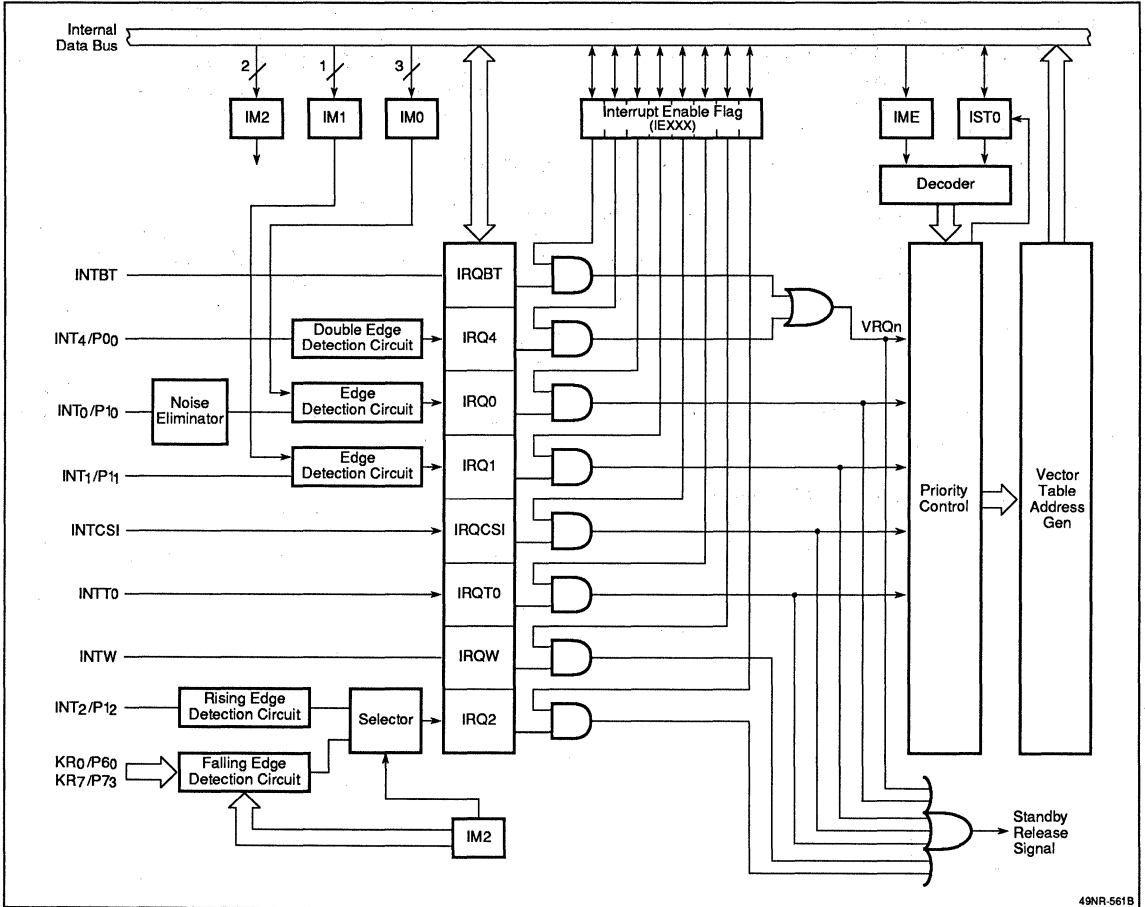 Internal
Data Bus
2
1
3
IM2
IM1
IM0
Interrupt Enable Flag
(IEXXX)
IME
IST0
Decoder
INTBT
IRQBT
INT4/P00
Double Edge
Detection Circuit
IRQ4
VRQn
INT0/P10
Noise
Eliminator
Edge
Detection Circuit
IRQ0
INT1/P11
Edge
Detection Circuit
IRQ1
Priority
Control
Vector
Table
Address
Gen
INTCSI
IRQCSI
INTT0
IRQT0
INTW
IRQW
INT2/P12
Rising Edge
Detection Circuit
Selector
IRQ2
KR0/P60
KR7/P73
Falling Edge
Detection Circuit
IM2
Standby
Release
Signal
49NR-561B